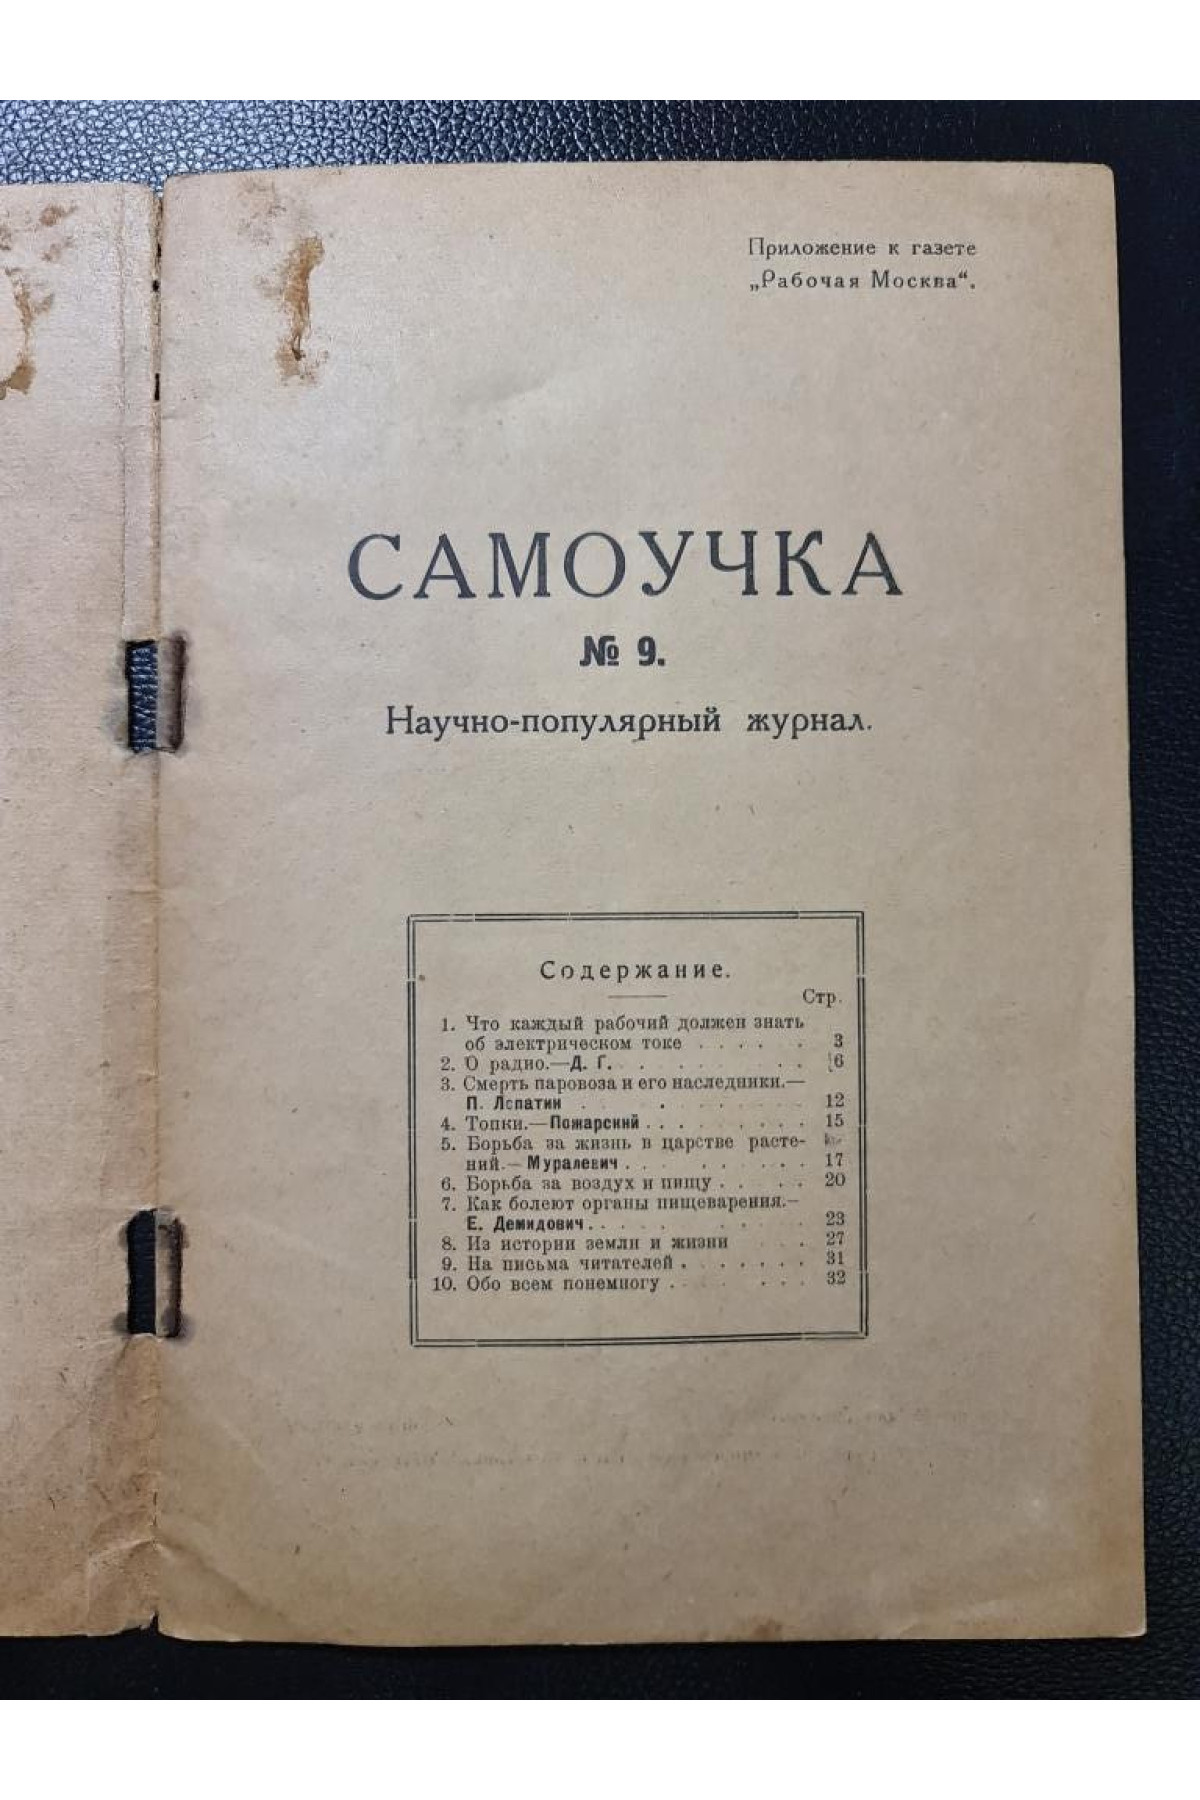 Приложение к газете
„Рабочая Москва“.
САМОУЧКА
№ 9.
Научно-популярный журнал.
Содержание.
Стр.
1. Что каждый рабочий должен знать
об электрическом токе . . . . . 3
2. О радио.—Д. Г. . . . . . . . . 6
3. Смерть паровоза и его наследники.—
П. Лопатин . . . . . . . . 12
4. Топки.—Пожарский . . . . . . . . . 15
5. Борьба за жизнь в царстве расте-
ний.—Муралевич . . . . . . . . 17
6. Борьба за воздух и пищу . . . . . 20
7. Как болеют органы пищеварения.—
Е. Демидович . . . . . . . . 23
8. Из истории земли и жизни . . . 27
9. На письма читателей . . . . . . . 31
10. Обо всем понемногу . . . . . . . 32